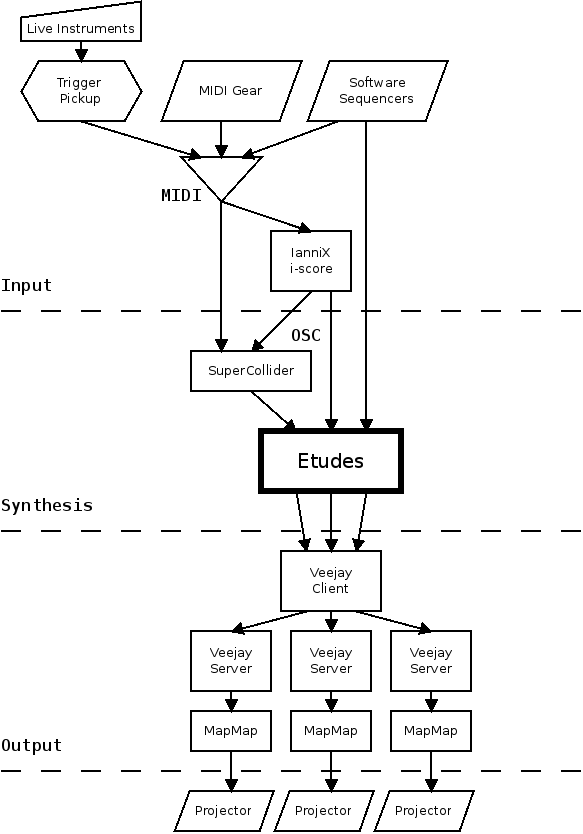 Live Instruments
Trigger
Pickup
MIDI Gear
Software
Sequencers
MIDI
IanniX
i-score
Input
OSC
SuperCollider
Etudes
Synthesis
Veejay
Client
Veejay
Server
Veejay
Server
Veejay
Server
MapMap
MapMap
MapMap
Output
Projector
Projector
Projector